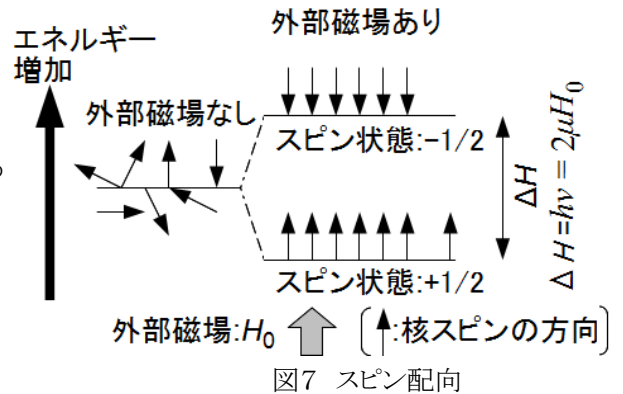 外部磁場あり
エネルギー
増加
外部磁場なし
スピン状態:−1/2
ΔH
ΔH=hν = 2μH₀
スピン状態:+1/2
外部磁場:H₀
:核スピンの方向
図7 スピン配向